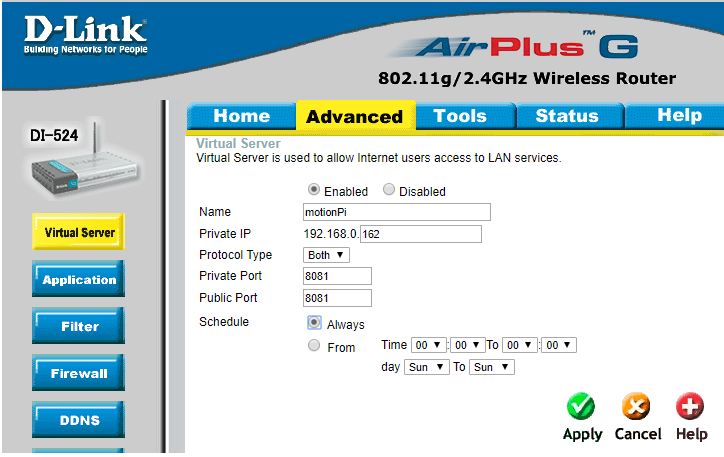 D-Link
Building Networks for People
AirPlus G™
802.11g/2.4GHz Wireless Router
DI-524
Home Advanced Tools Status Help
Virtual Server
Virtual Server is used to allow Internet users access to LAN services.
Enabled Disabled
Name motionPi
Private IP 192.168.0. 162
Protocol Type Both
Private Port 8081
Public Port 8081
Schedule Always
From Time 00 : 00 To 00 : 00
day Sun To Sun
Virtual Server
Application
Filter
Firewall
DDNS
Apply Cancel Help